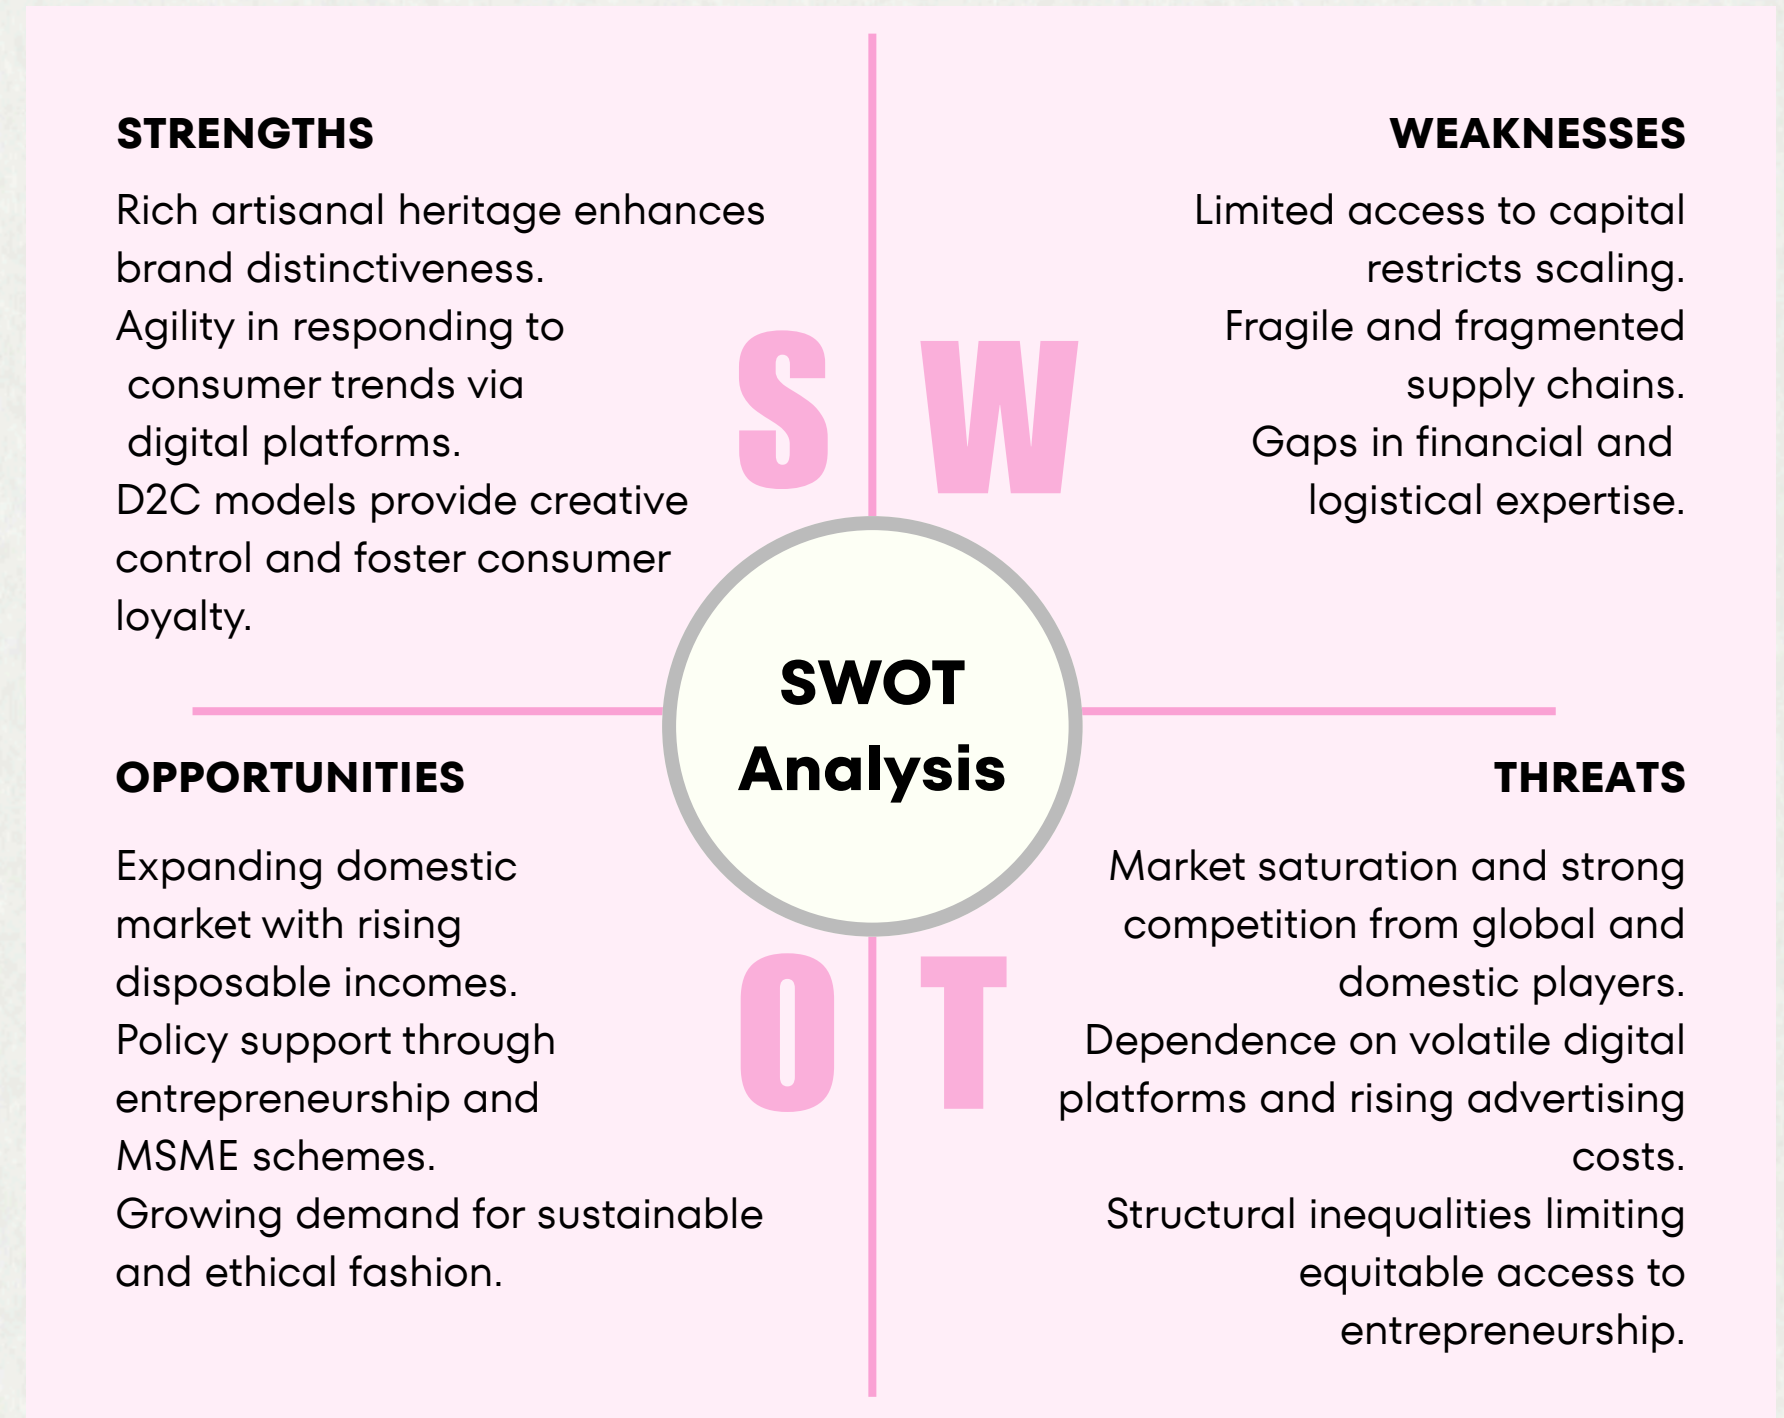 STRENGTHS
Rich artisanal heritage enhances
brand distinctiveness.
Agility in responding to
consumer trends via
digital platforms.
D2C models provide creative
control and foster consumer
loyalty.
WEAKNESSES
Limited access to capital
restricts scaling.
Fragile and fragmented
supply chains.
Gaps in financial and
logistical expertise.
S W
SWOT
Analysis
O T
OPPORTUNITIES
Expanding domestic
market with rising
disposable incomes.
Policy support through
entrepreneurship and
MSME schemes.
Growing demand for sustainable
and ethical fashion.
THREATS
Market saturation and strong
competition from global and
domestic players.
Dependence on volatile digital
platforms and rising advertising
costs.
Structural inequalities limiting
equitable access to
entrepreneurship.